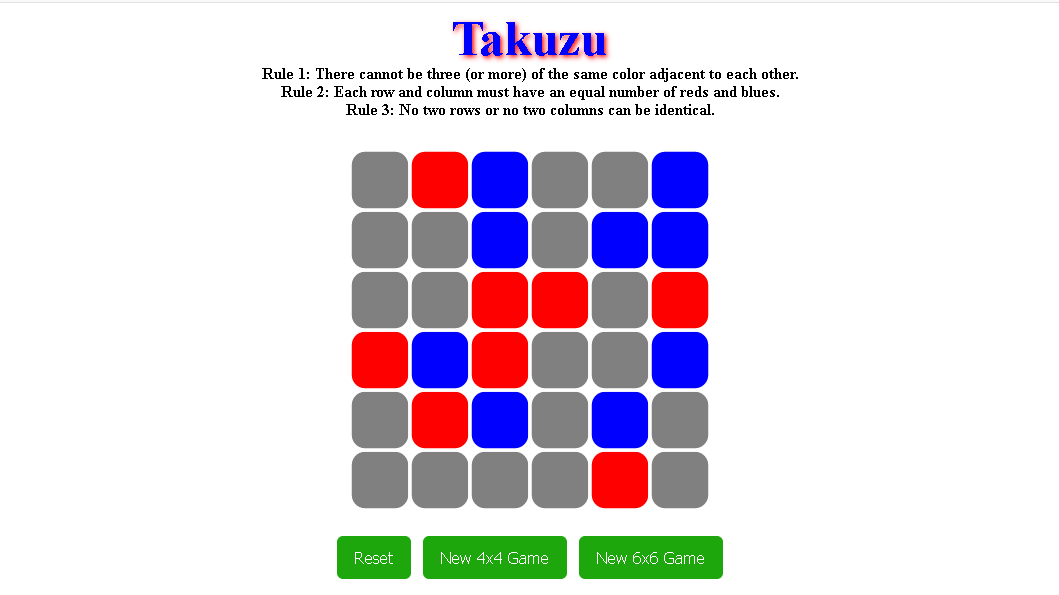 Takuzu
Rule 1: There cannot be three (or more) of the same color adjacent to each other.
Rule 2: Each row and column must have an equal number of reds and blues.
Rule 3: No two rows or no two columns can be identical.
Reset
New 4x4 Game
New 6x6 Game